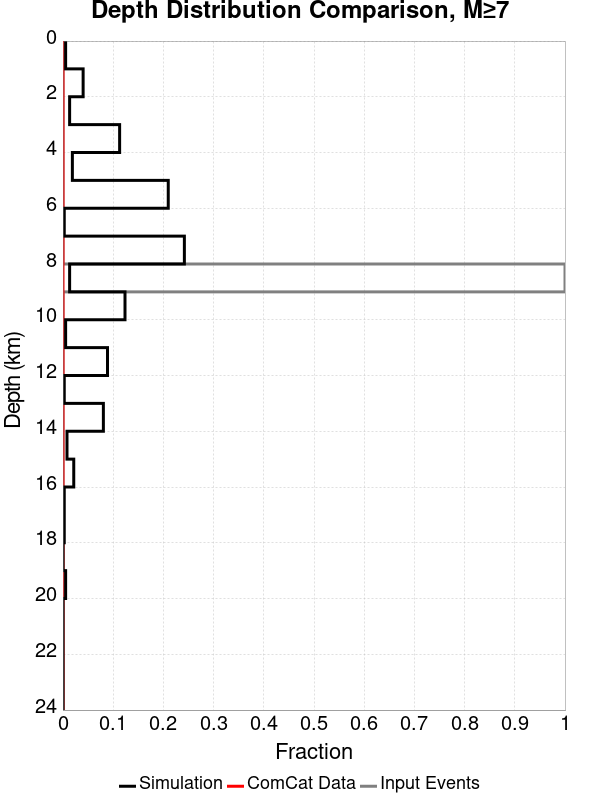 Depth Distribution Comparison, M≥7
0
2
4
6
8
10
12
14
16
18
20
22
24
Depth (km)
0 0.1 0.2 0.3 0.4 0.5 0.6 0.7 0.8 0.9 1
Fraction
Simulation ComCat Data Input Events